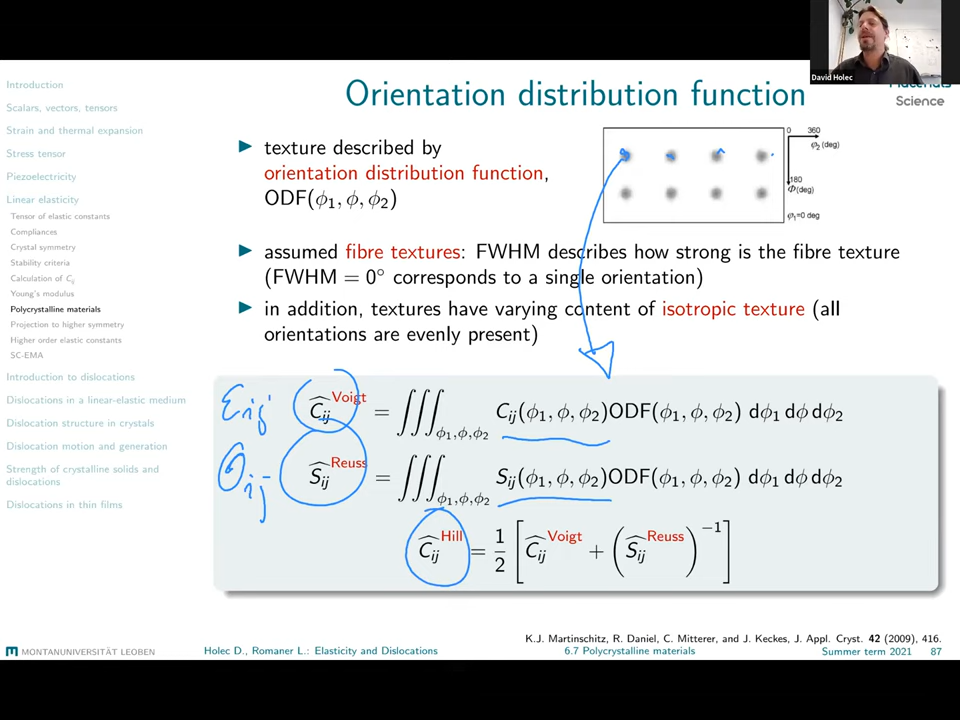 David Holec
Materials
Science
Introduction
Scalars, vectors, tensors
Strain and thermal expansion
Stress tensor
Piezoelectricity
Linear elasticity
Tensor of elastic constants
Compliances
Crystal symmetry
Stability criteria
Calculation of Cij
Young's modulus
Polycrystalline materials
Projection to higher symmetry
Higher order elastic constants
SC-EMA
Introduction to dislocations
Dislocations in a linear-elastic medium
Dislocation structure in crystals
Dislocation motion and generation
Strength of crystalline solids and
dislocations
Dislocations in thin films
Orientation distribution function
▶ texture described by
orientation distribution function,
ODF(ϕ₁, ϕ, ϕ₂)
0 360
φ₂ (deg)
180
Φ(deg)
φ₁=0 deg
▶ assumed fibre textures: FWHM describes how strong is the fibre texture
(FWHM = 0° corresponds to a single orientation)
▶ in addition, textures have varying content of isotropic texture (all
orientations are evenly present)
εij Ĉij^Voigt = ∭ϕ₁,ϕ,ϕ₂ Cij(ϕ₁, ϕ, ϕ₂)ODF(ϕ₁, ϕ, ϕ₂) dϕ₁ dϕ dϕ₂
σij Ŝij^Reuss = ∭ϕ₁,ϕ,ϕ₂ Sij(ϕ₁, ϕ, ϕ₂)ODF(ϕ₁, ϕ, ϕ₂) dϕ₁ dϕ dϕ₂
Ĉij^Hill = 1/2 [Ĉij^Voigt + (Ŝij^Reuss)^−1]
K.J. Martinschitz, R. Daniel, C. Mitterer, and J. Keckes, J. Appl. Cryst. 42 (2009), 416.
MONTANUNIVERSITÄT LEOBEN Holec D., Romaner L.: Elasticity and Dislocations 6.7 Polycrystalline materials Summer term 2021 87